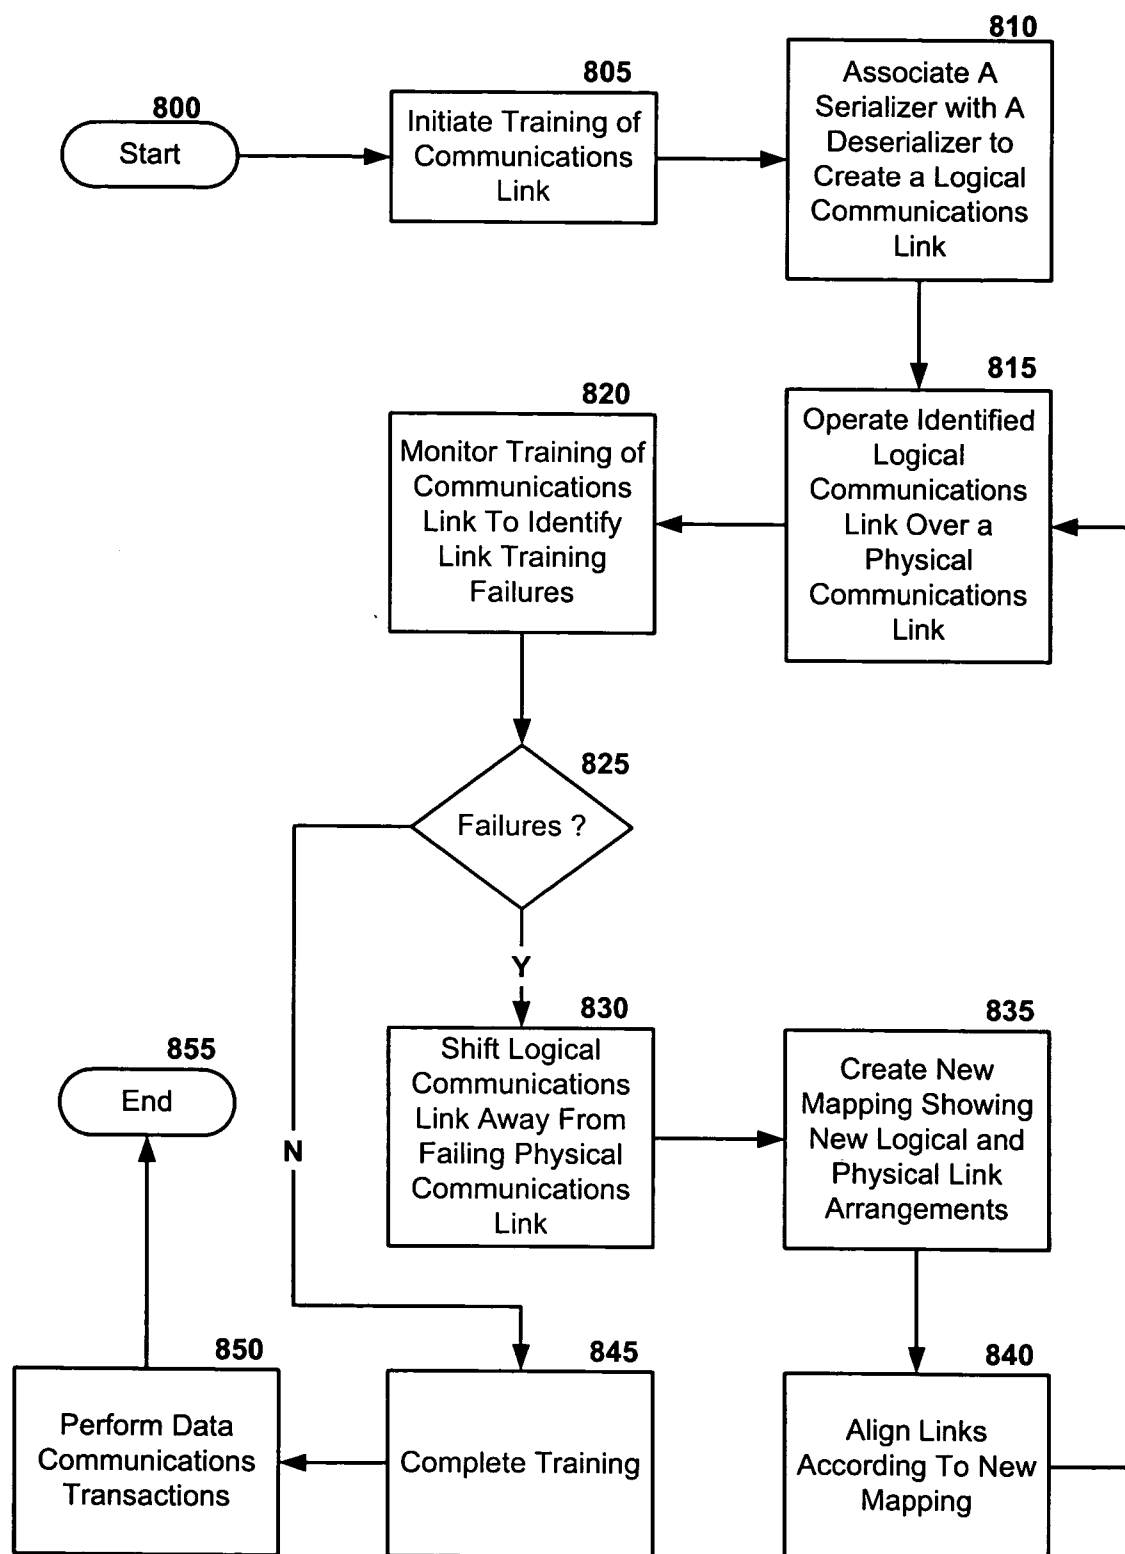 800
Start
805
Initiate Training of
Communications
Link
810
Associate A
Serializer with A
Deserializer to
Create a Logical
Communications
Link
815
Operate Identified
Logical
Communications
Link Over a
Physical
Communications
Link
820
Monitor Training of
Communications
Link To Identify
Link Training
Failures
825
Failures ?
Y
N
830
Shift Logical
Communications
Link Away From
Failing Physical
Communications
Link
835
Create New
Mapping Showing
New Logical and
Physical Link
Arrangements
840
Align Links
According To New
Mapping
845
Complete Training
850
Perform Data
Communications
Transactions
855
End